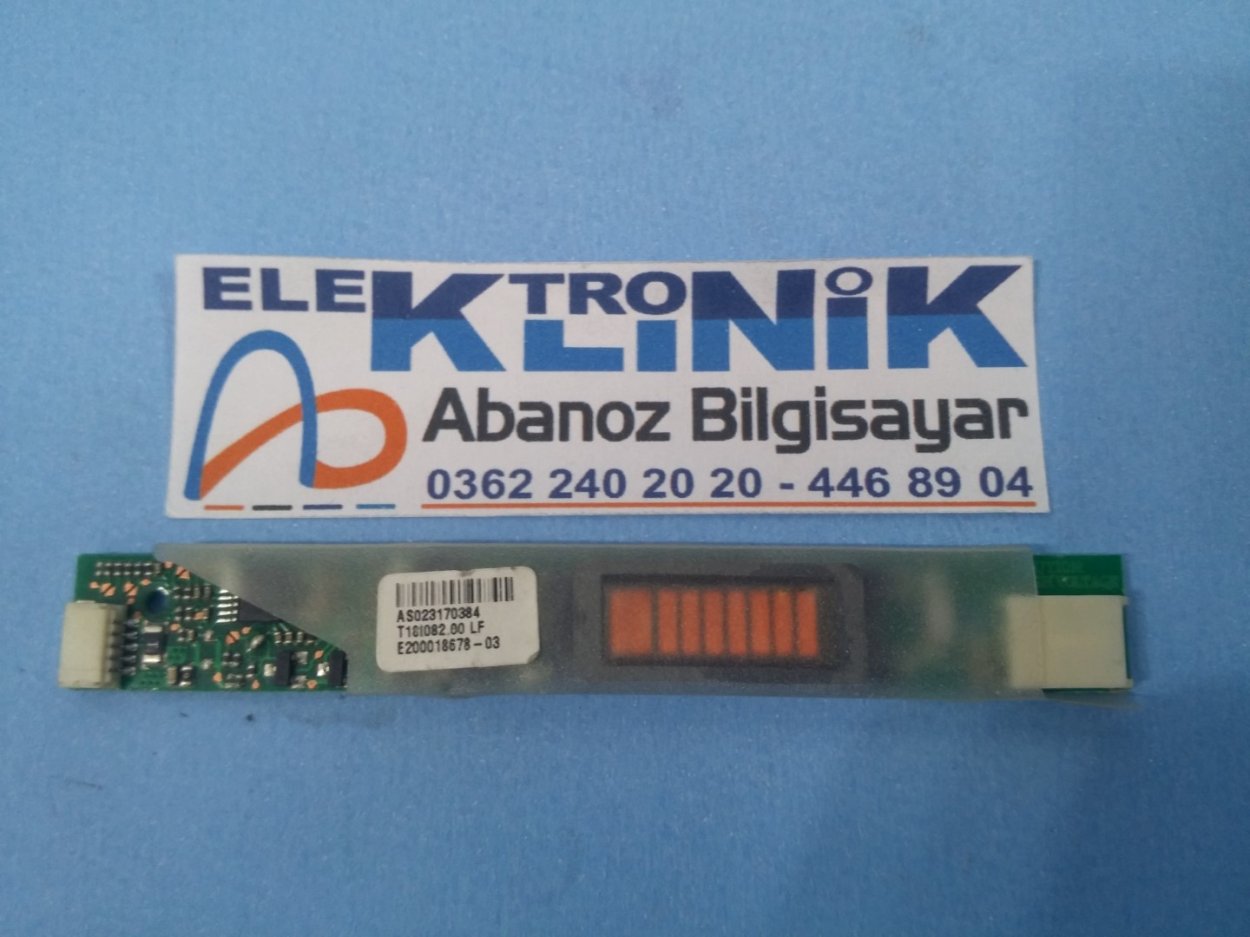 ELEKTRONİK
KLİNİK
Abanoz Bilgisayar
0362 240 20 20 - 446 89 04
AS023170384
T18I082.00 LF
E200018678-03